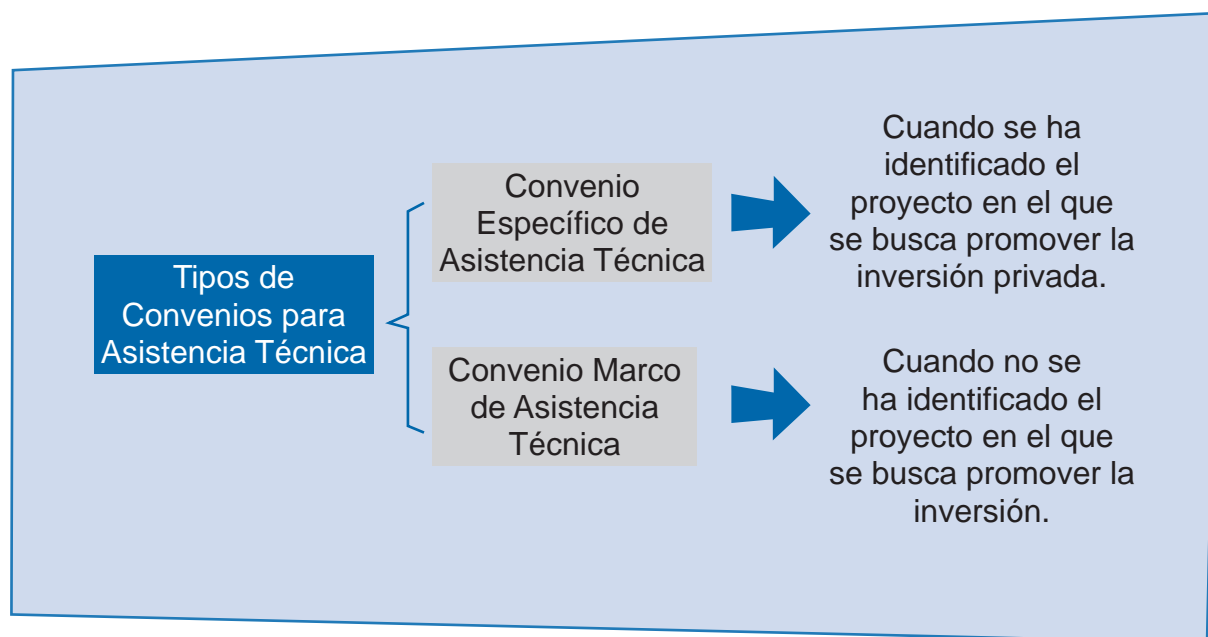 Tipos de
Convenios para
Asistencia Técnica
Convenio
Específico de
Asistencia Técnica
Cuando se ha
identificado el
proyecto en el que
se busca promover la
inversión privada.
Convenio Marco
de Asistencia
Técnica
Cuando no se
ha identificado el
proyecto en el que
se busca promover la
inversión.